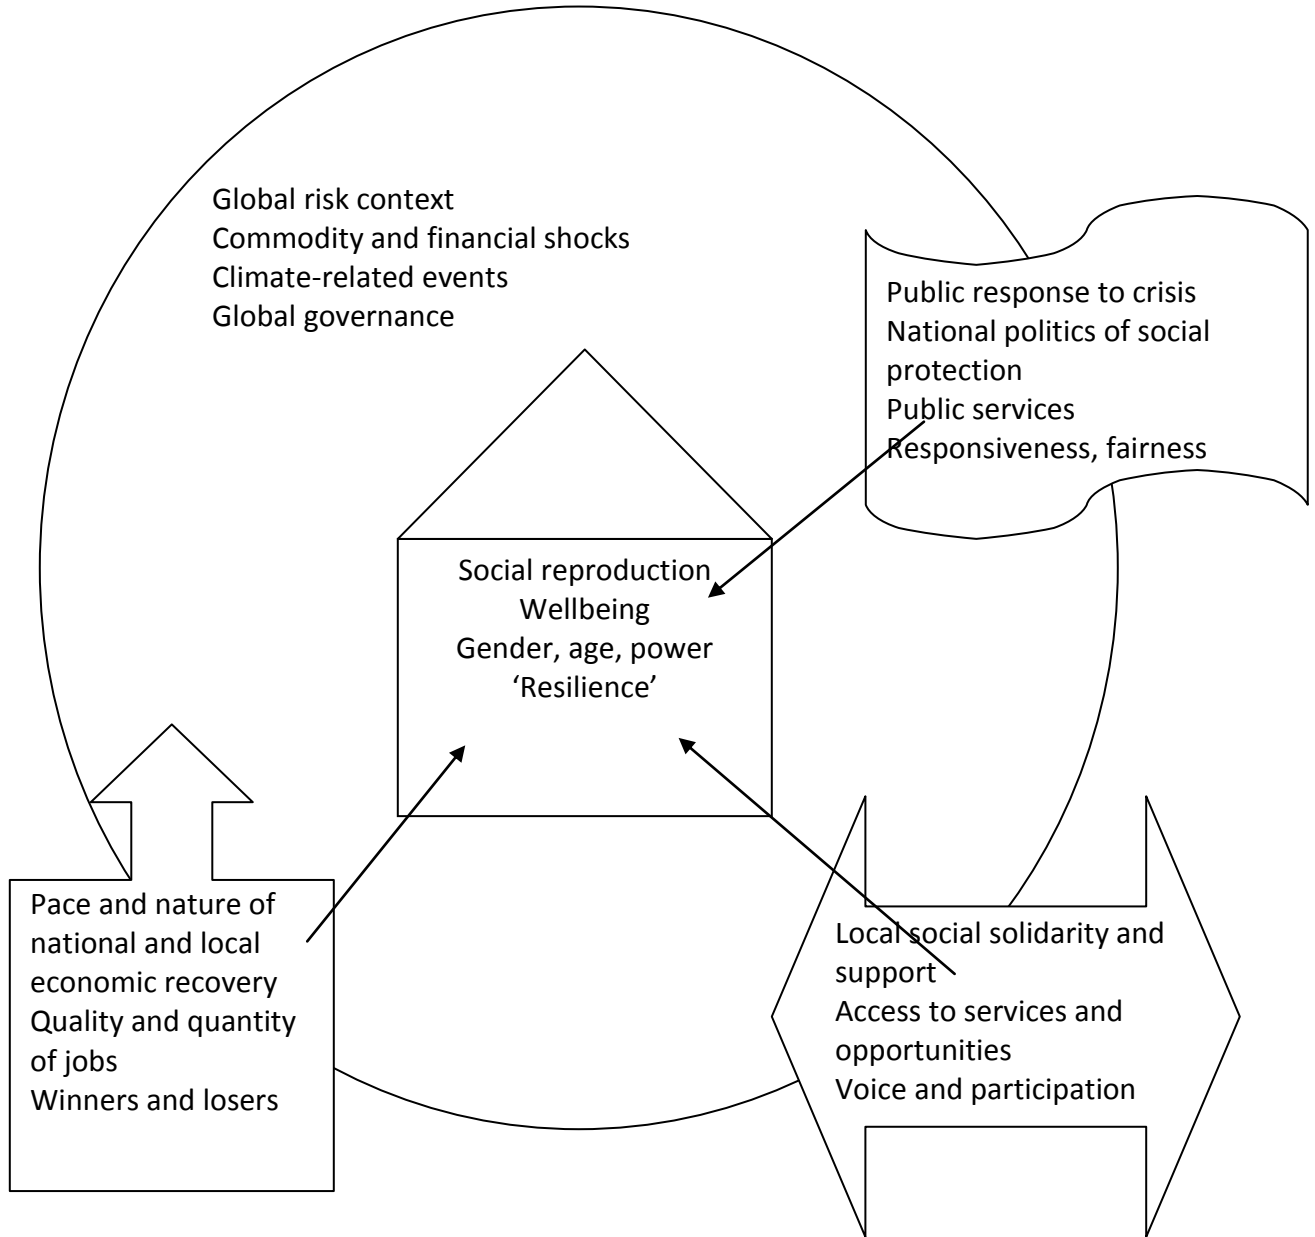 Global risk context
Commodity and financial shocks
Climate-related events
Global governance
Public response to crisis
National politics of social
protection
Public services
Responsiveness, fairness
Social reproduction
Wellbeing
Gender, age, power
‘Resilience’
Pace and nature of
national and local
economic recovery
Quality and quantity
of jobs
Winners and losers
Local social solidarity and
support
Access to services and
opportunities
Voice and participation